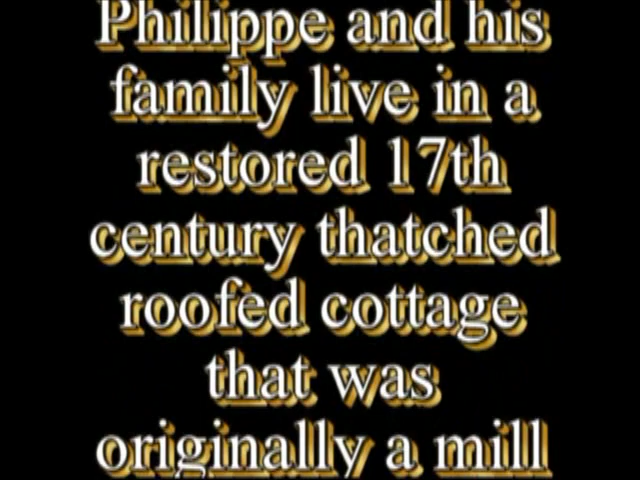 Philippe and his
family live in a
restored 17th
century thatched
roofed cottage
that was
originally a mill